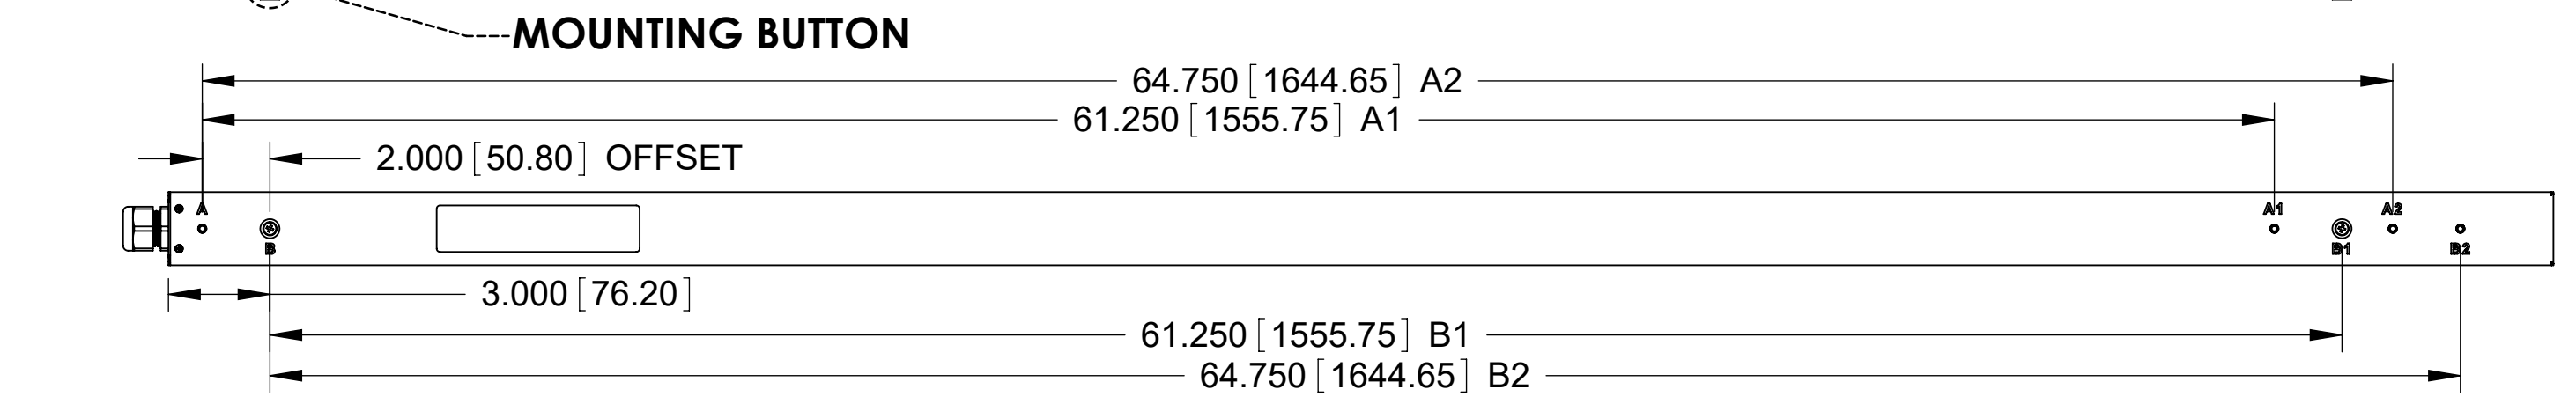 MOUNTING BUTTON
64.750 [1644.65] A2
61.250 [1555.75] A1
2.000 [50.80] OFFSET
A A1 A2
B B1 B2
3.000 [76.20]
61.250 [1555.75] B1
64.750 [1644.65] B2